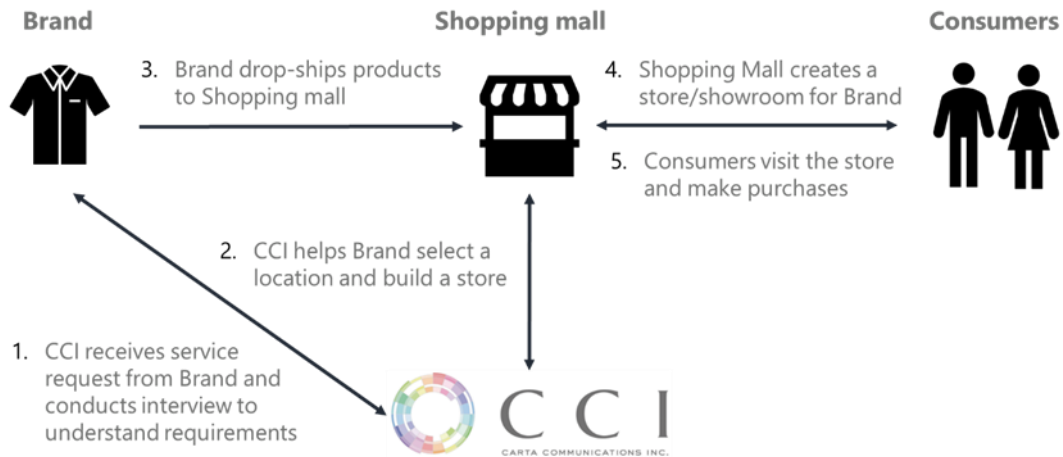 Brand
Shopping mall
Consumers
3. Brand drop-ships products
to Shopping mall
4. Shopping Mall creates a
store/showroom for Brand
5. Consumers visit the store
and make purchases
2. CCI helps Brand select a
location and build a store
1. CCI receives service
request from Brand and
conducts interview to
understand requirements
CCI
CARTA COMMUNICATIONS INC.